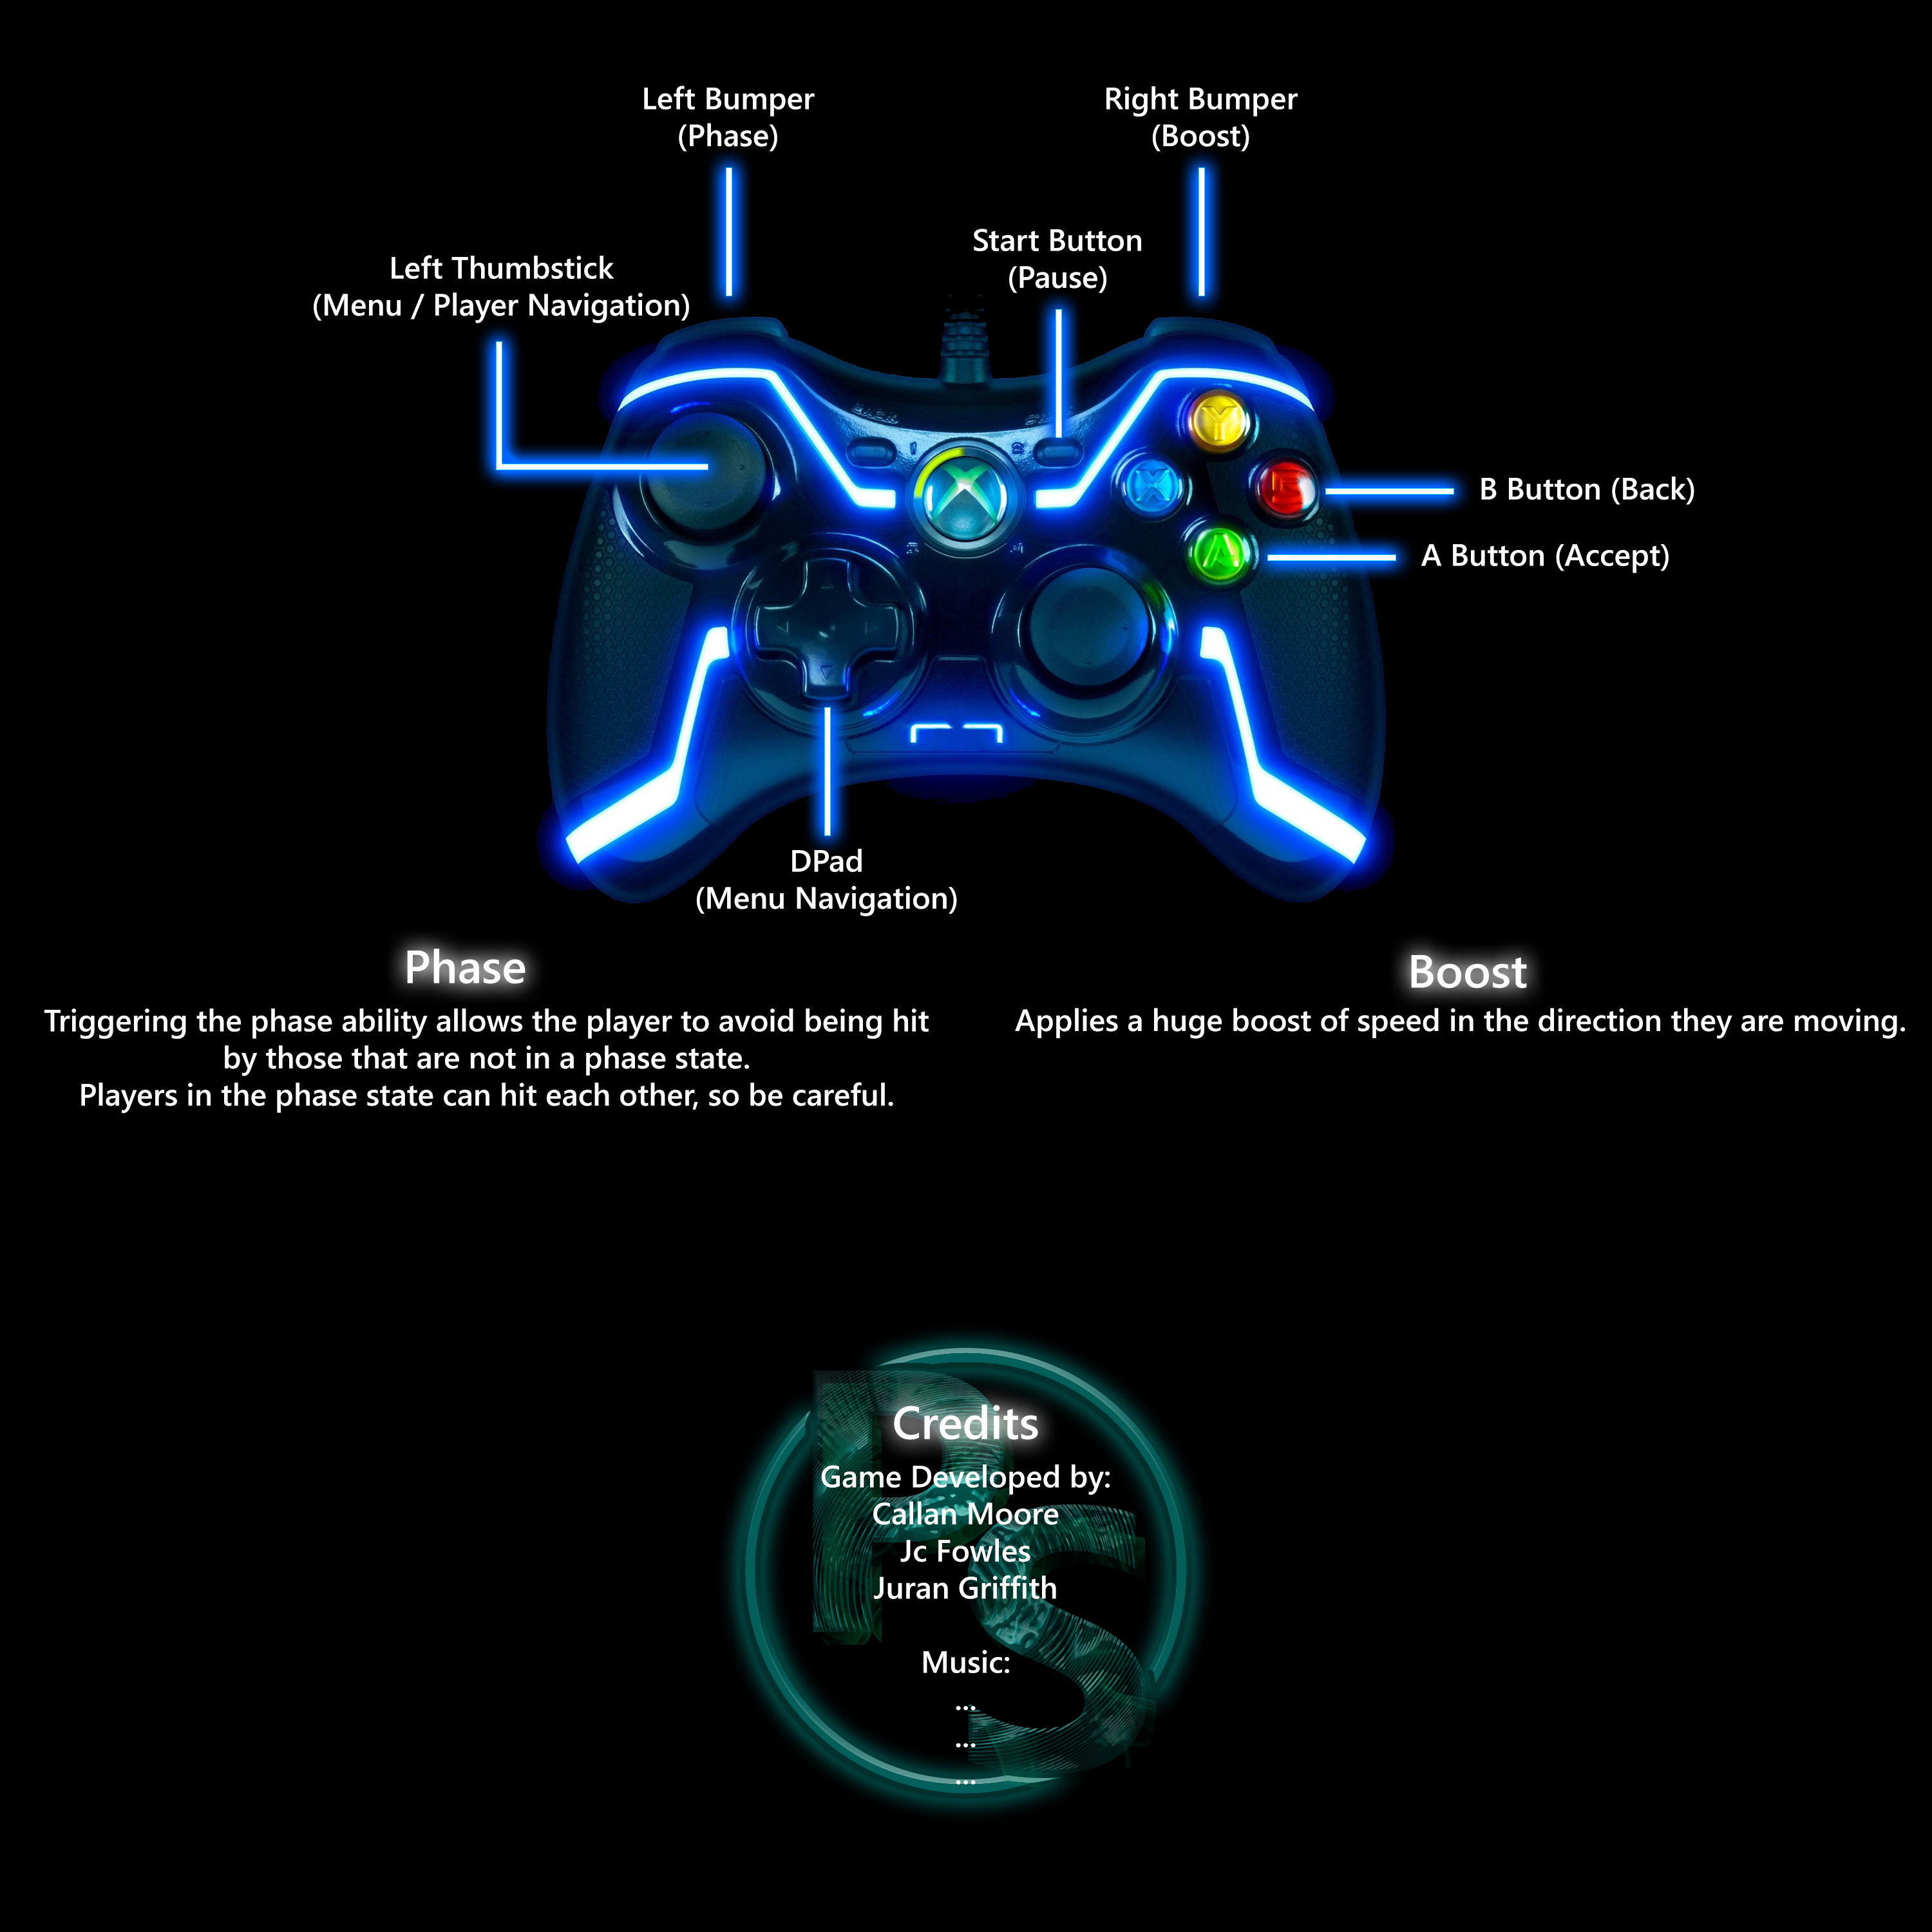 Left Bumper
(Phase)
Right Bumper
(Boost)
Start Button
(Pause)
Left Thumbstick
(Menu / Player Navigation)
Y
X
B
A
B Button (Back)
A Button (Accept)
DPad
(Menu Navigation)
Phase
Triggering the phase ability allows the player to avoid being hit
by those that are not in a phase state.
Players in the phase state can hit each other, so be careful.
Boost
Applies a huge boost of speed in the direction they are moving.
PS
Credits
Game Developed by:
Callan Moore
Jc Fowles
Juran Griffith
Music:
...
...
...